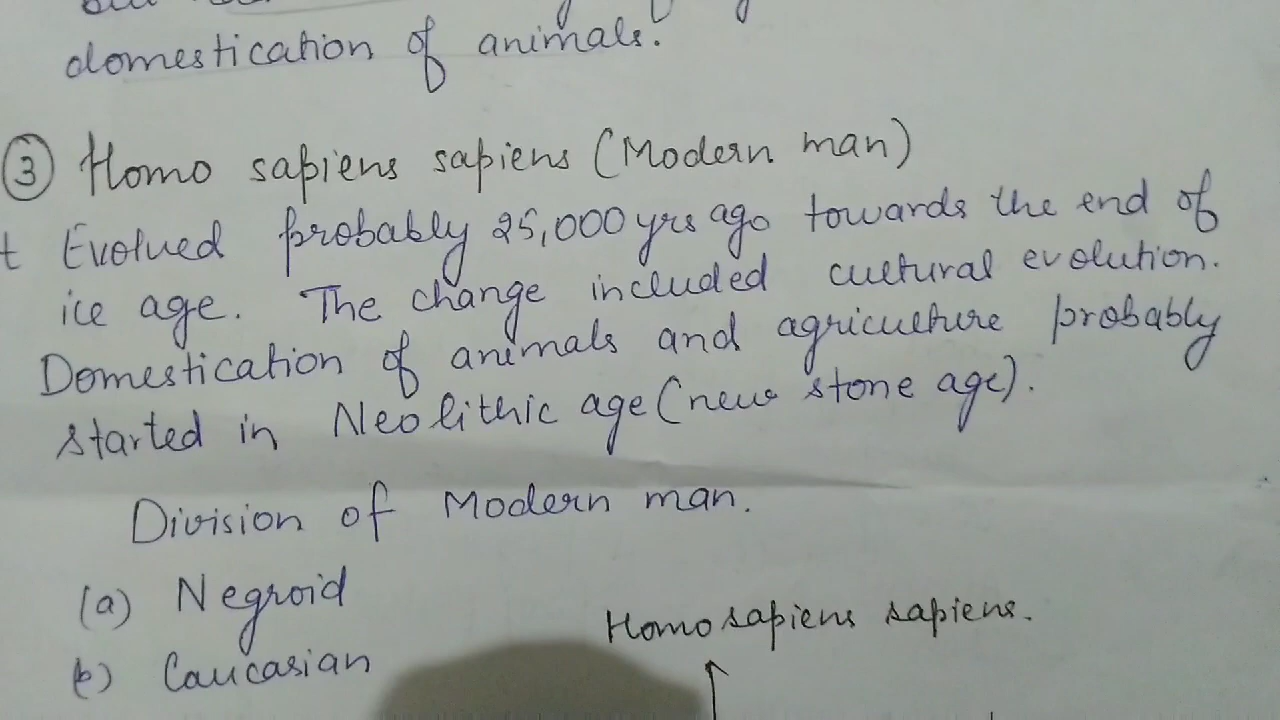 domestication of animals.
③ Homo sapiens sapiens (Modern man)
t Evolved probably 25,000 yrs ago towards the end of
ice age. The change included cultural evolution.
Domestication of animals and agriculture probably
started in Neolithic age (new stone age).
Division of Modern man.
(a) Negroid
(b) Caucasian
Homo sapiens sapiens.